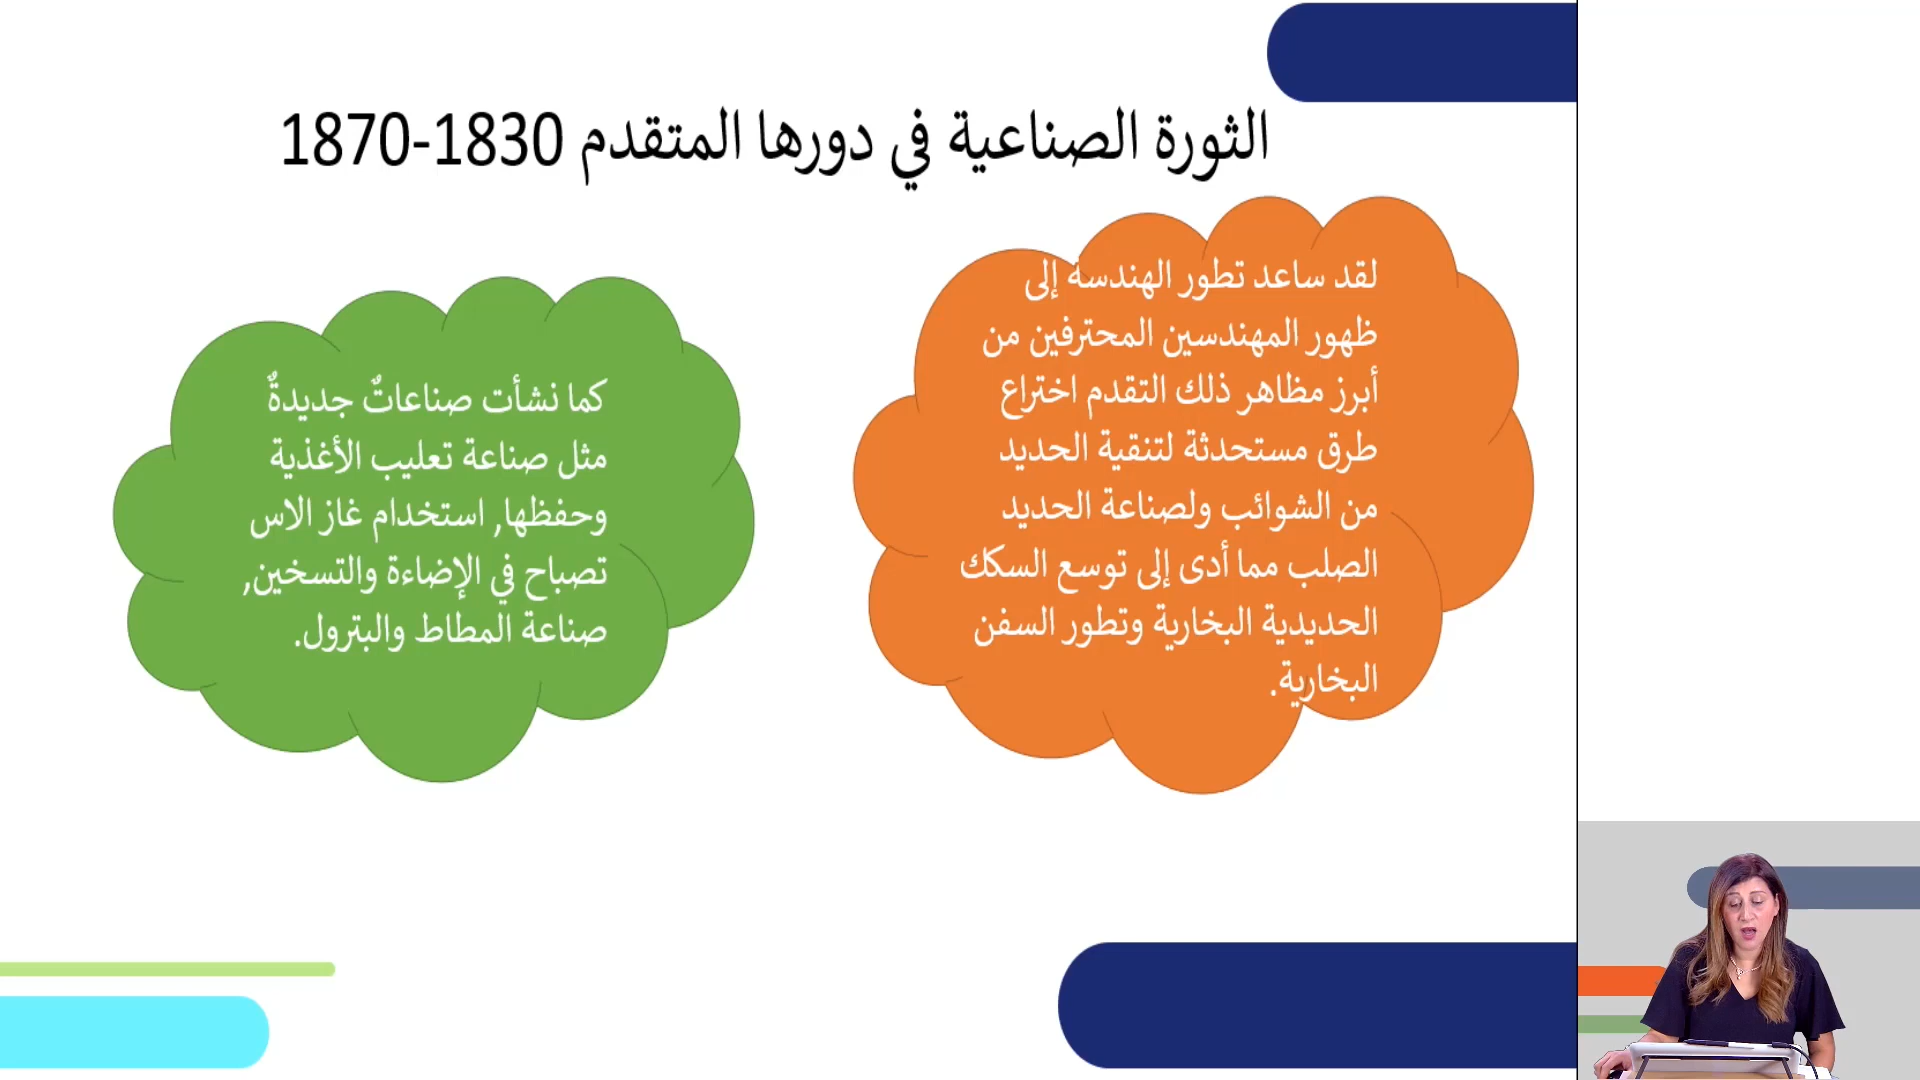 الثورة الصناعية في دورها المتقدم 1830-1870
لقد ساعد تطور الهندسة إلى
ظهور المهندسين المحترفين من
أبرز مظاهر ذلك التقدم اختراع
طرق مستحدثة لتنقية الحديد
من الشوائب ولصناعة الحديد
الصلب مما أدى إلى توسع السكك
الحديدية البخارية وتطور السفن
البخارية.
كما نشأت صناعاتٌ جديدةٌ
مثل صناعة تعليب الأغذية
وحفظها, استخدام غاز الاس
تصباح في الإضاءة والتسخين,
صناعة المطاط والبترول.